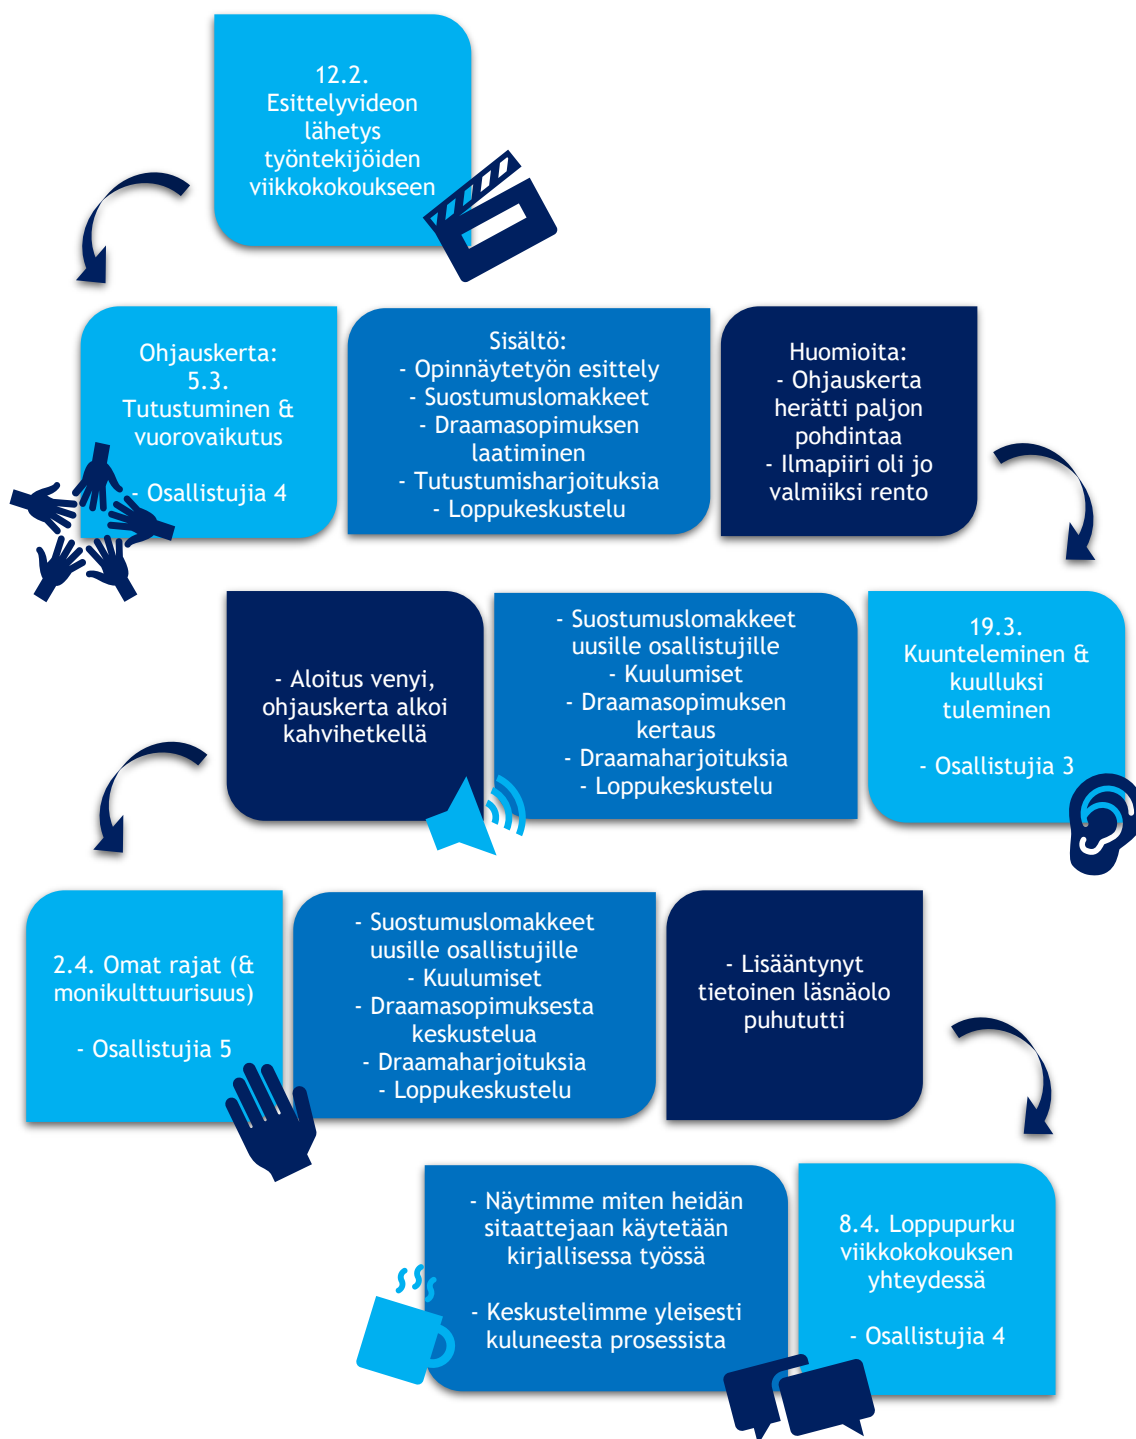 12.2.
Esittelyvideon
lähetys
työntekijöiden
viikkokokoukseen
Ohjauskerta:
5.3.
Tutustuminen &
vuorovaikutus
- Osallistujia 4
Sisältö:
- Opinnäytetyön esittely
- Suostumuslomakkeet
- Draamasopimuksen
laatiminen
- Tutustumisharjoituksia
- Loppukeskustelu
Huomioita:
- Ohjauskerta
herätti paljon
pohdintaa
- Ilmapiiri oli jo
valmiiksi rento
19.3.
Kuunteleminen &
kuulluksi
tuleminen
- Osallistujia 3
- Suostumuslomakkeet
uusille osallistujille
- Kuulumiset
- Draamasopimuksen
kertaus
- Draamaharjoituksia
- Loppukeskustelu
- Aloitus venyi,
ohjauskerta alkoi
kahvihetkellä
2.4. Omat rajat (&
monikulttuurisuus)
- Osallistujia 5
- Suostumuslomakkeet
uusille osallistujille
- Kuulumiset
- Draamasopimuksesta
keskustelua
- Draamaharjoituksia
- Loppukeskustelu
- Lisääntynyt
tietoinen läsnäolo
puhututti
8.4. Loppupurku
viikkokokouksen
yhteydessä
- Osallistujia 4
- Näytimme miten heidän
sitaattejaan käytetään
kirjallisessa työssä
- Keskustelimme yleisesti
kuluneesta prosessista